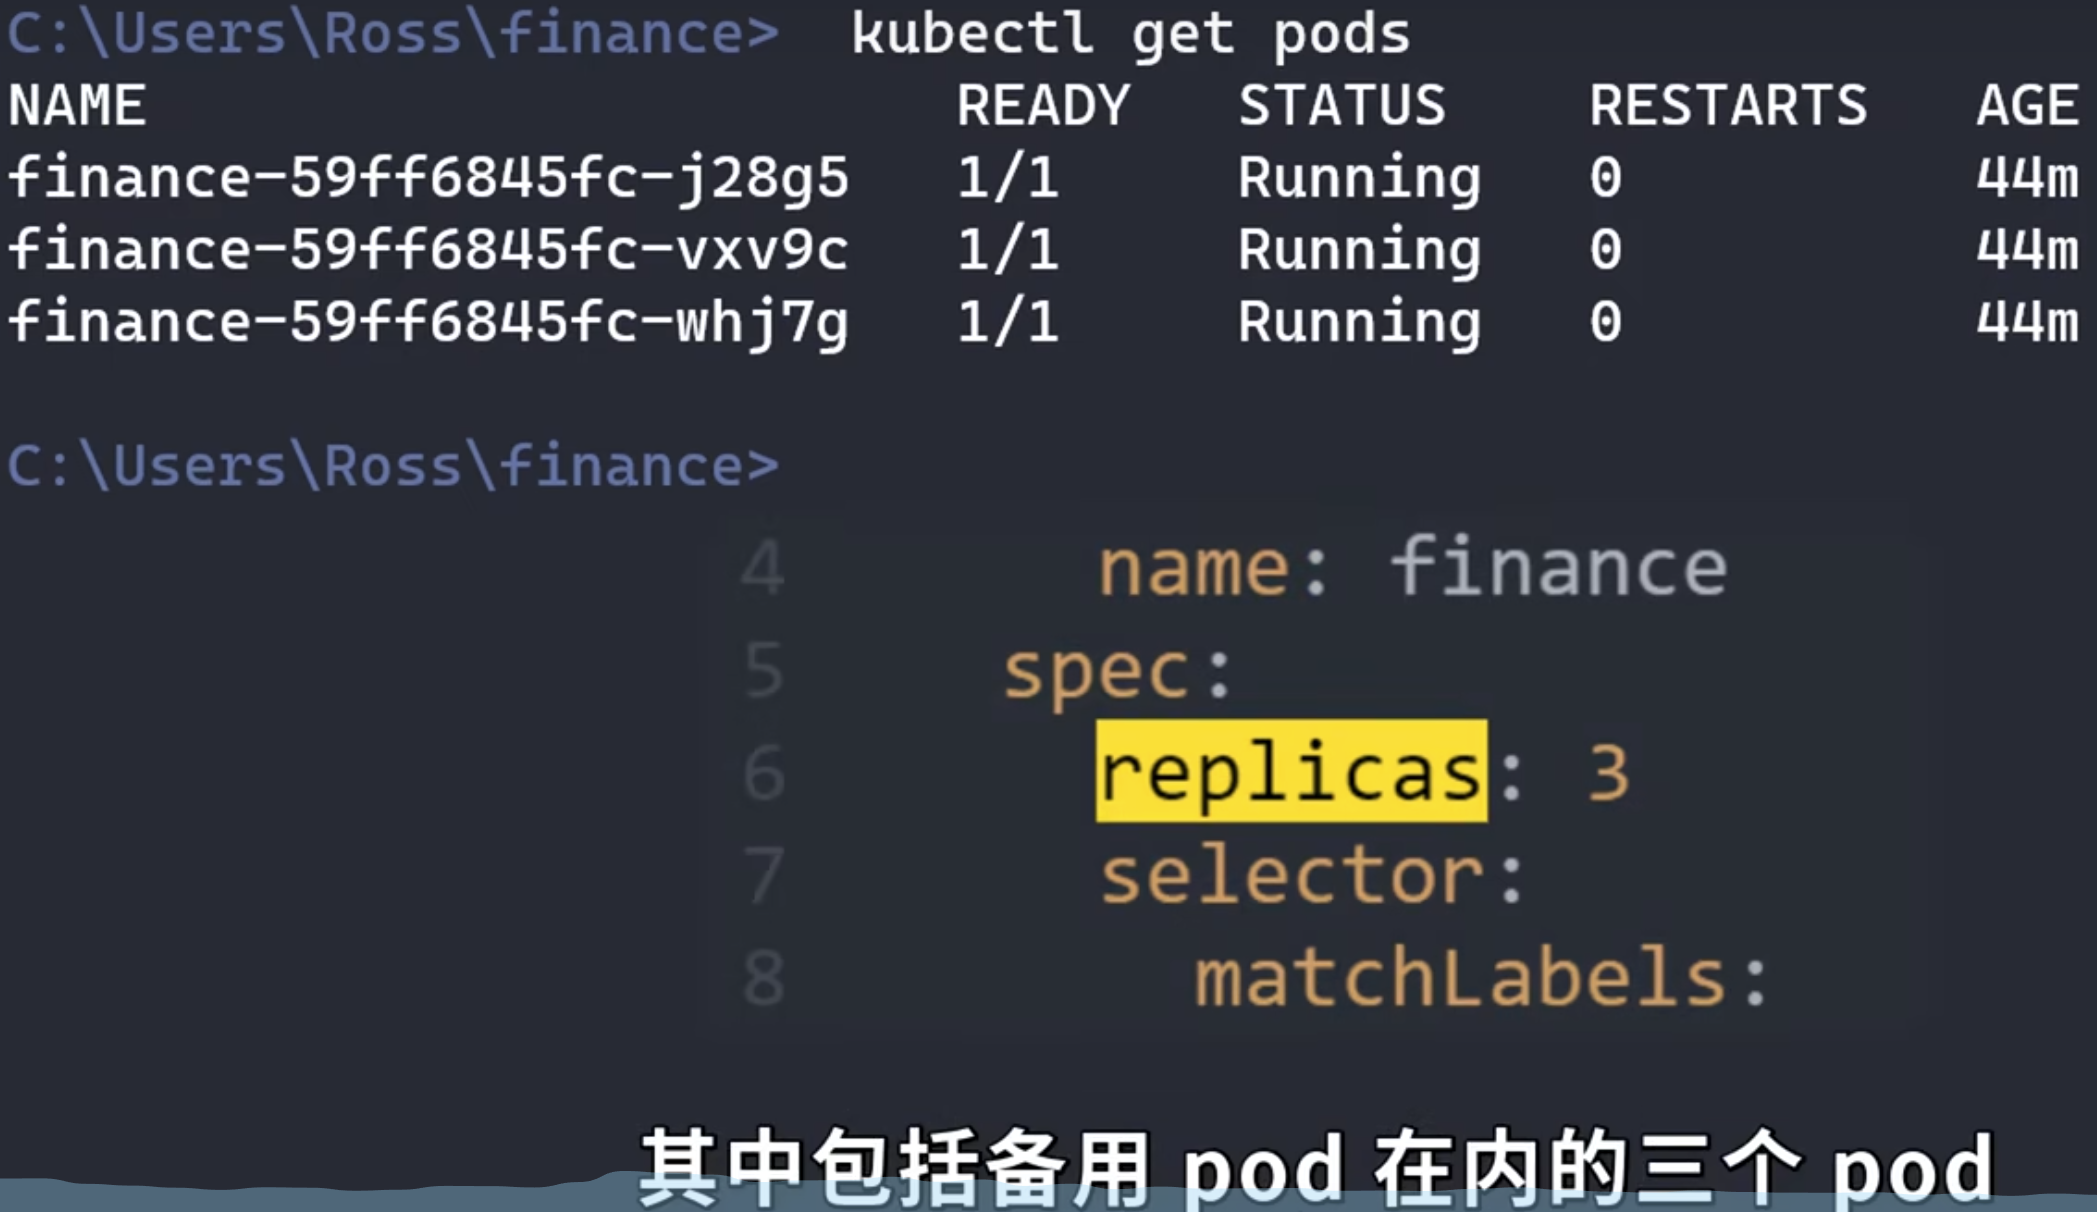 C:\Users\Ross\finance> kubectl get pods
NAME READY STATUS RESTARTS AGE
finance-59ff6845fc-j28g5 1/1 Running 0 44m
finance-59ff6845fc-vxv9c 1/1 Running 0 44m
finance-59ff6845fc-whj7g 1/1 Running 0 44m
C:\Users\Ross\finance>
4 name: finance
5 spec:
6 replicas: 3
7 selector:
8 matchLabels:
其中包括备用 pod 在内的三个 pod